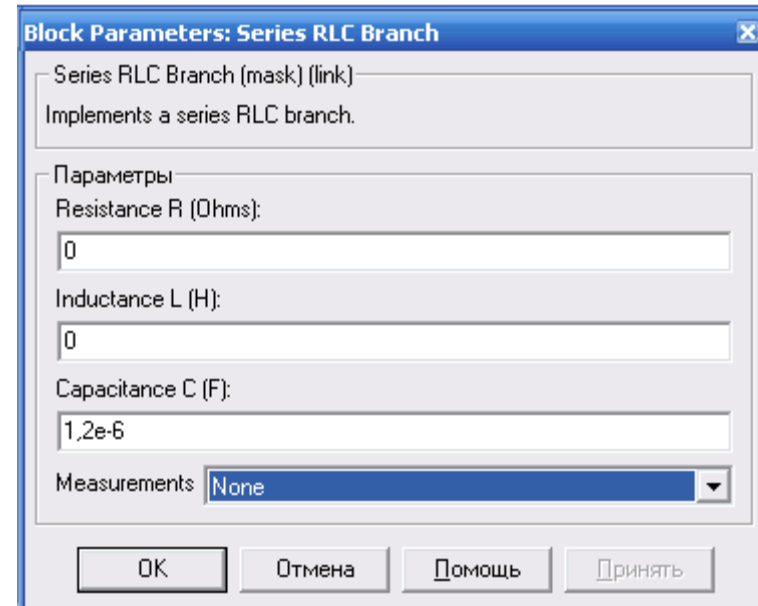 Block Parameters: Series RLC Branch
Series RLC Branch (mask) (link)
Implements a series RLC branch.
Параметры
Resistance R (Ohms):
0
Inductance L (H):
0
Capacitance C (F):
1,2e-6
Measurements None
OK Отмена Помощь Принять